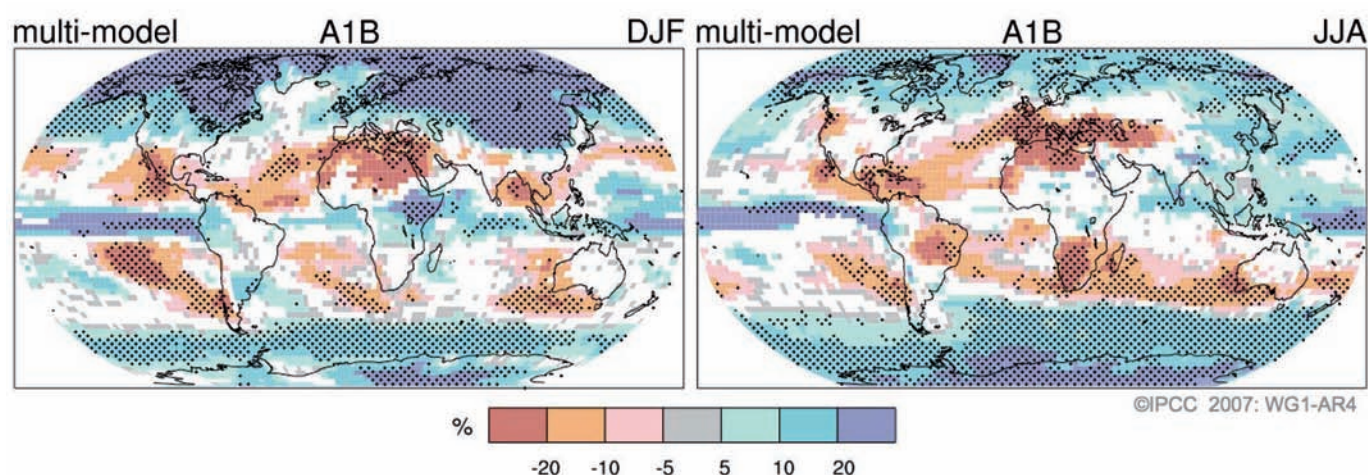 multi-model A1B DJF
multi-model A1B JJA
©IPCC 2007: WG1-AR4
%
-20 -10 -5 5 10 20